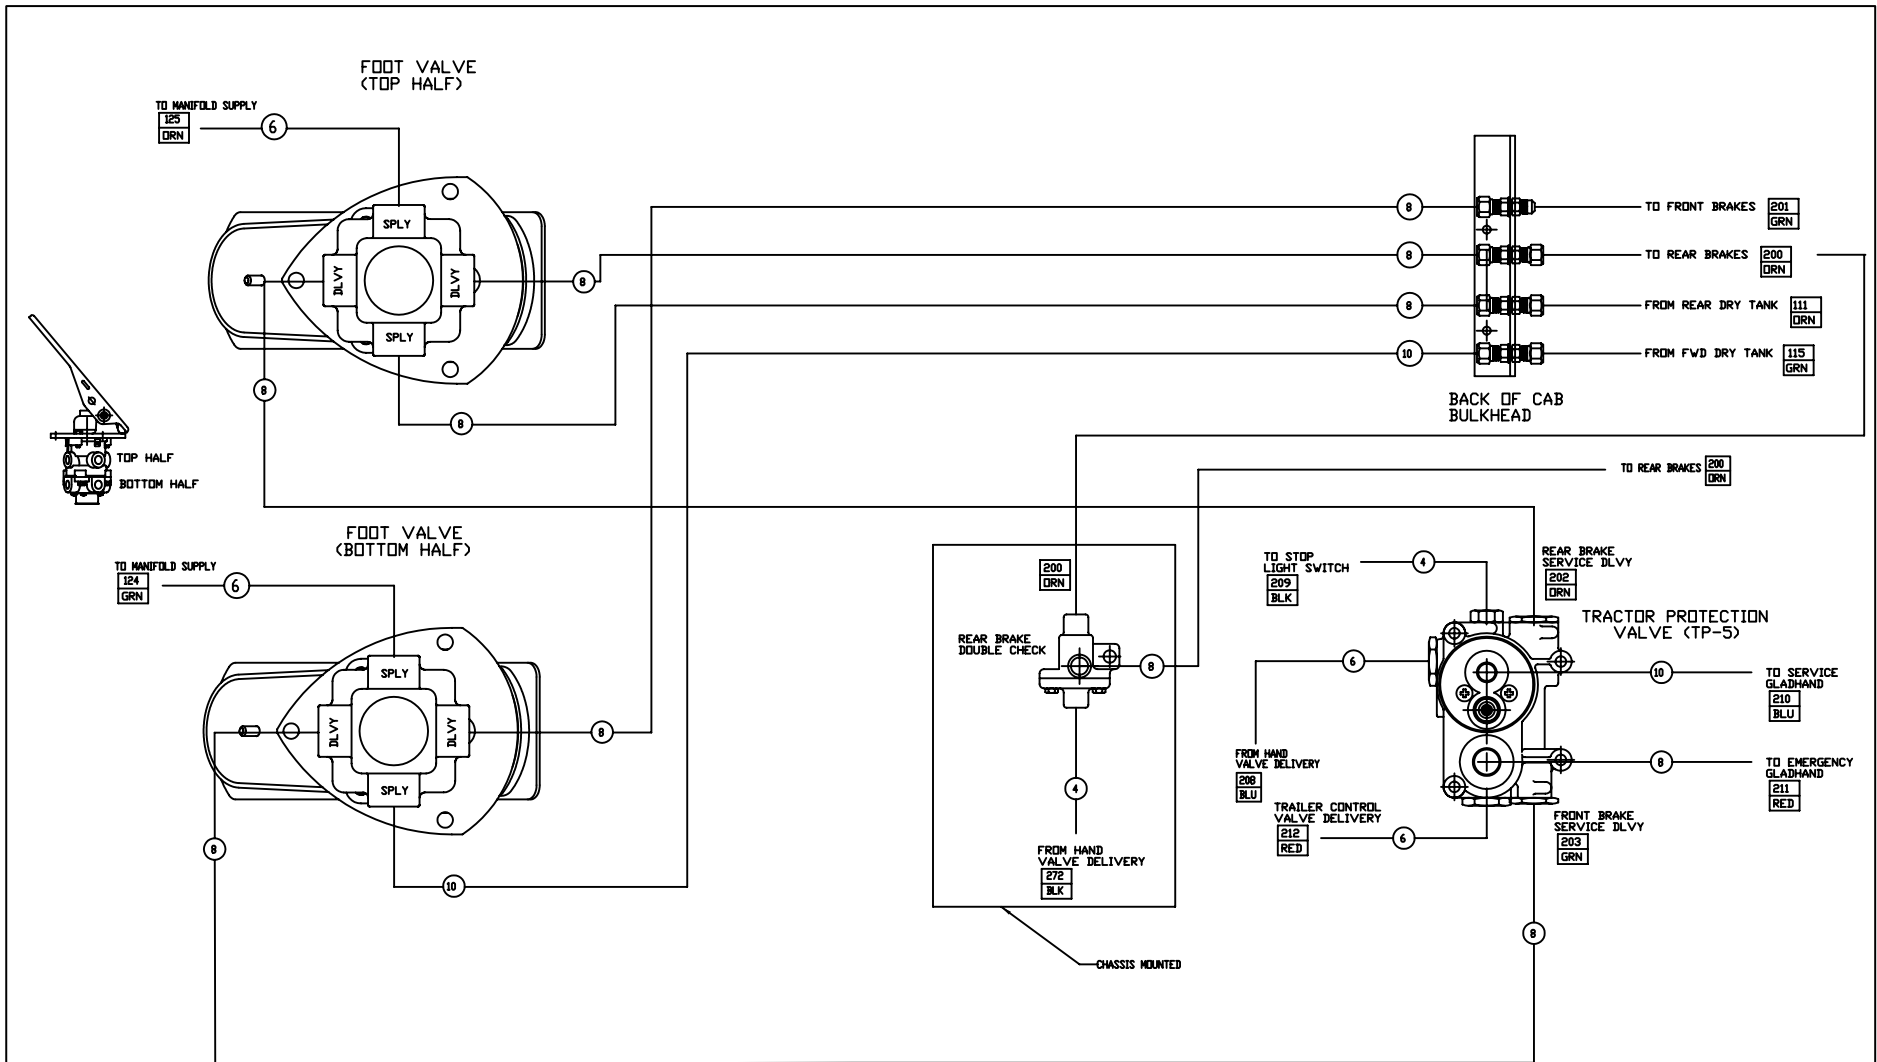 FOOT VALVE
(TOP HALF)
TO MANIFOLD SUPPLY
125
ORN
6
SPLY
DLVY
DLVY
SPLY
8
8
8
TOP HALF
BOTTOM HALF
8
TO FRONT BRAKES
201
GRN
8
TO REAR BRAKES
200
ORN
8
FROM REAR DRY TANK
111
ORN
10
FROM FWD DRY TANK
115
GRN
BACK OF CAB
BULKHEAD
TO REAR BRAKES
200
ORN
FOOT VALVE
(BOTTOM HALF)
TO MANIFOLD SUPPLY
124
GRN
6
SPLY
DLVY
DLVY
SPLY
8
8
10
200
ORN
REAR BRAKE
DOUBLE CHECK
8
4
FROM HAND
VALVE DELIVERY
272
BLK
CHASSIS MOUNTED
TO STOP
LIGHT SWITCH
209
BLK
4
REAR BRAKE
SERVICE DLVY
202
ORN
TRACTOR PROTECTION
VALVE (TP-5)
6
FROM HAND
VALVE DELIVERY
208
BLU
10
TO SERVICE
GLADHAND
210
BLU
8
TO EMERGENCY
GLADHAND
211
RED
TRAILER CONTROL
VALVE DELIVERY
212
RED
6
FRONT BRAKE
SERVICE DLVY
203
GRN
8